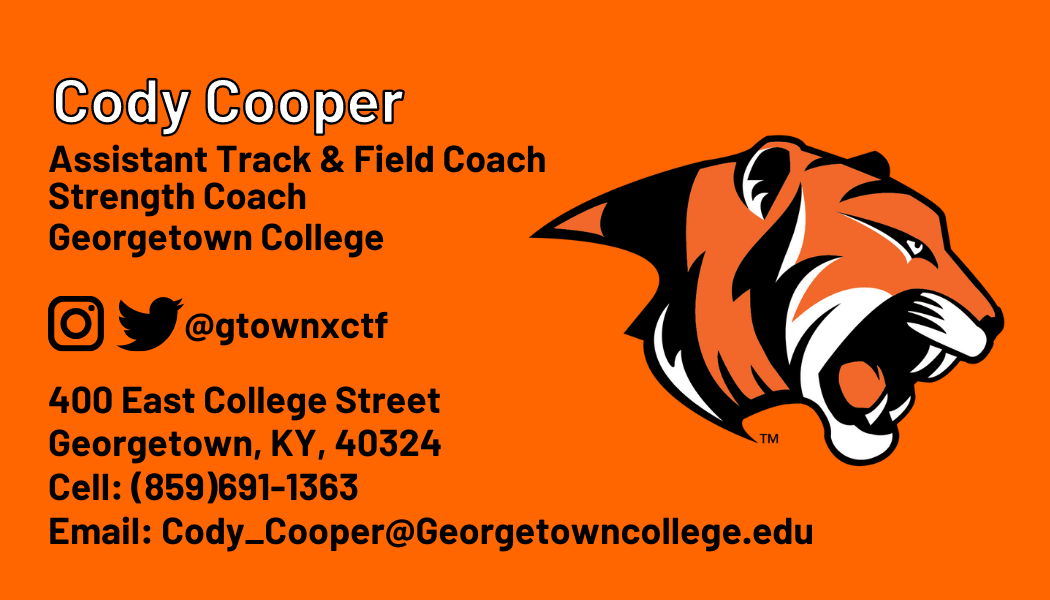 Cody Cooper
Assistant Track & Field Coach
Strength Coach
Georgetown College
@gtownxctf
400 East College Street
Georgetown, KY, 40324
Cell: (859)691-1363
Email: Cody_Cooper@Georgetowncollege.edu
TM